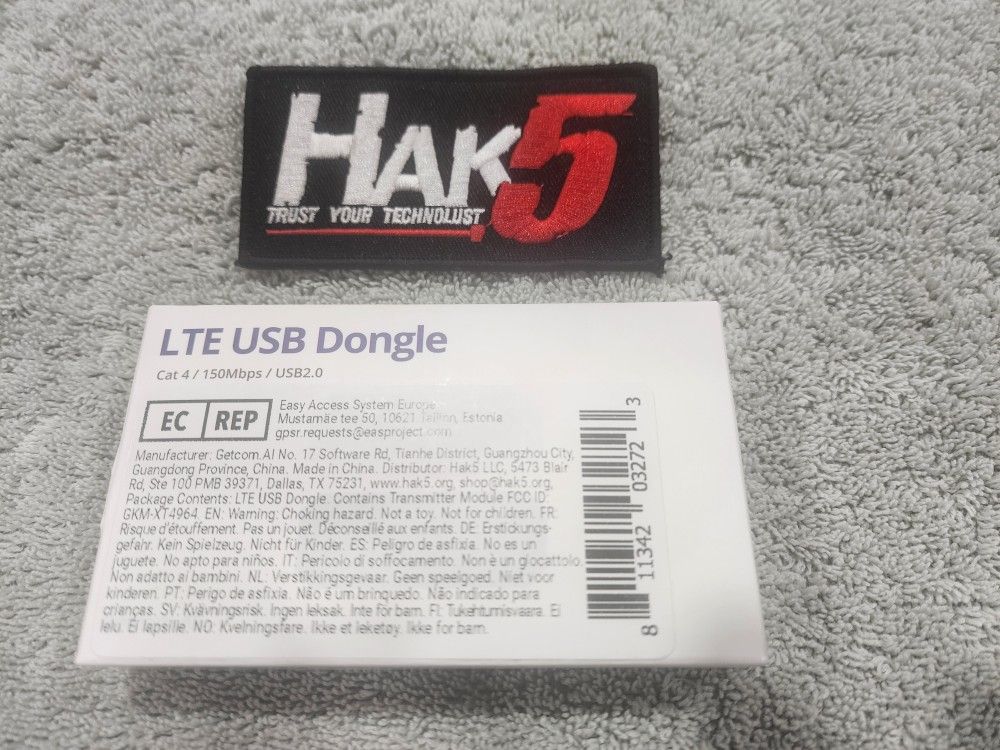 HAK5
TRUST YOUR TECHNOLUST
LTE USB Dongle
Cat 4 / 150Mbps / USB2.0
EC REP
Easy Access System Europe
Mustamäe tee 50, 10621 Tallinn, Estonia
gpsr.requests@easproject.com
Manufacturer: Getcom.AI No. 17 Software Rd, Tianhe District, Guangzhou City,
Guangdong Province, China. Made in China. Distributor: Hak5 LLC, 5473 Blair
Rd, Ste 100 PMB 39371, Dallas, TX 75231, www.hak5.org, shop@hak5.org,
Package Contents: LTE USB Dongle. Contains Transmitter Module FCC ID:
GKM-XT4964. EN: Warning: Choking hazard. Not a toy. Not for children. FR:
Risque d'étouffement. Pas un jouet. Déconseillé aux enfants. DE: Erstickungs-
gefahr. Kein Spielzeug. Nicht für Kinder. ES: Peligro de asfixia. No es un
juguete. No apto para niños. IT: Pericolo di soffocamento. Non è un giocattolo.
Non adatto ai bambini. NL: Verstikkingsgevaar. Geen speelgoed. Niet voor
kinderen. PT: Perigo de asfixia. Não é um brinquedo. Não indicado para
crianças. SV: Kvävningsrisk. Ingen leksak. Inte för barn. FI: Tukehtumisvaara. Ei
lelu. Ei lapsille. NO: Kvelningsfare. Ikke et leketøy. Ikke for barn.
8 11342 03272 3